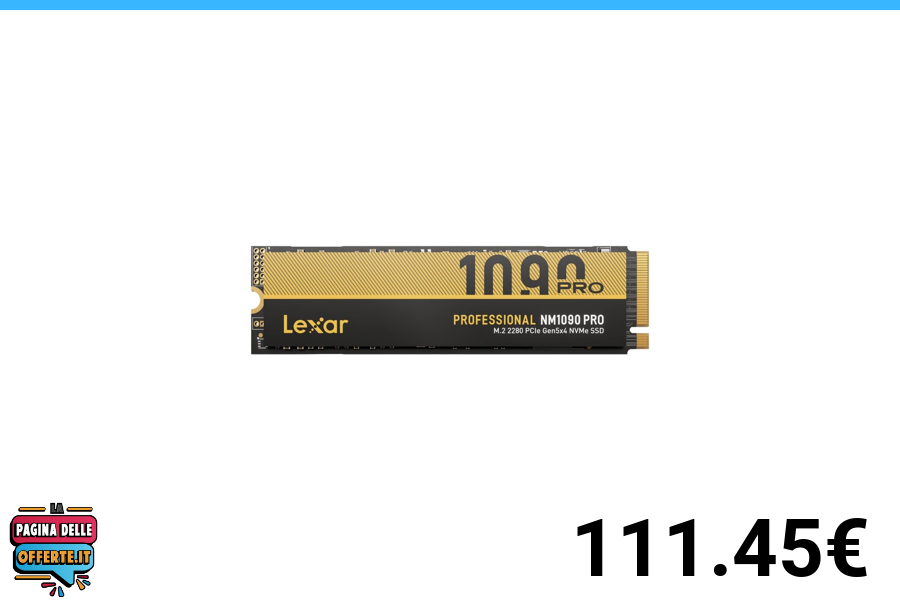 1090
PRO
Lexar
PROFESSIONAL NM1090 PRO
M.2 2280 PCIe Gen5x4 NVMe SSD
LA
PAGINA DELLE
OFFERTE.IT
111.45€